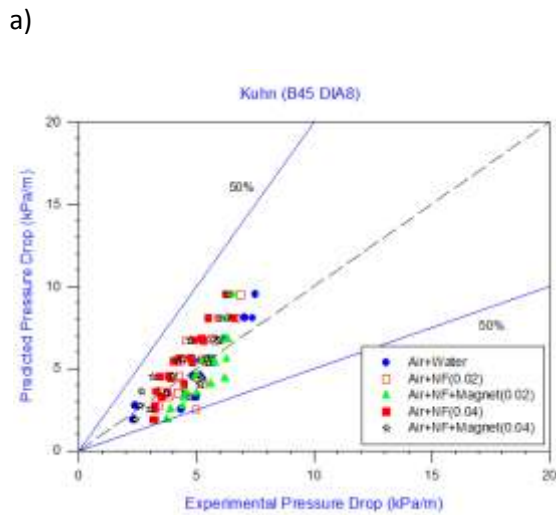 a)
Kuhn (B45 DIA8)
20
15
10
5
0
Predicted Pressure Drop (kPa/m)
50%
50%
Air+Water
Air+NF(0.02)
Air+NF+Magnet(0.02)
Air+NF(0.04)
Air+NF+Magnet(0.04)
0 5 10 15 20
Experimental Pressure Drop (kPa/m)